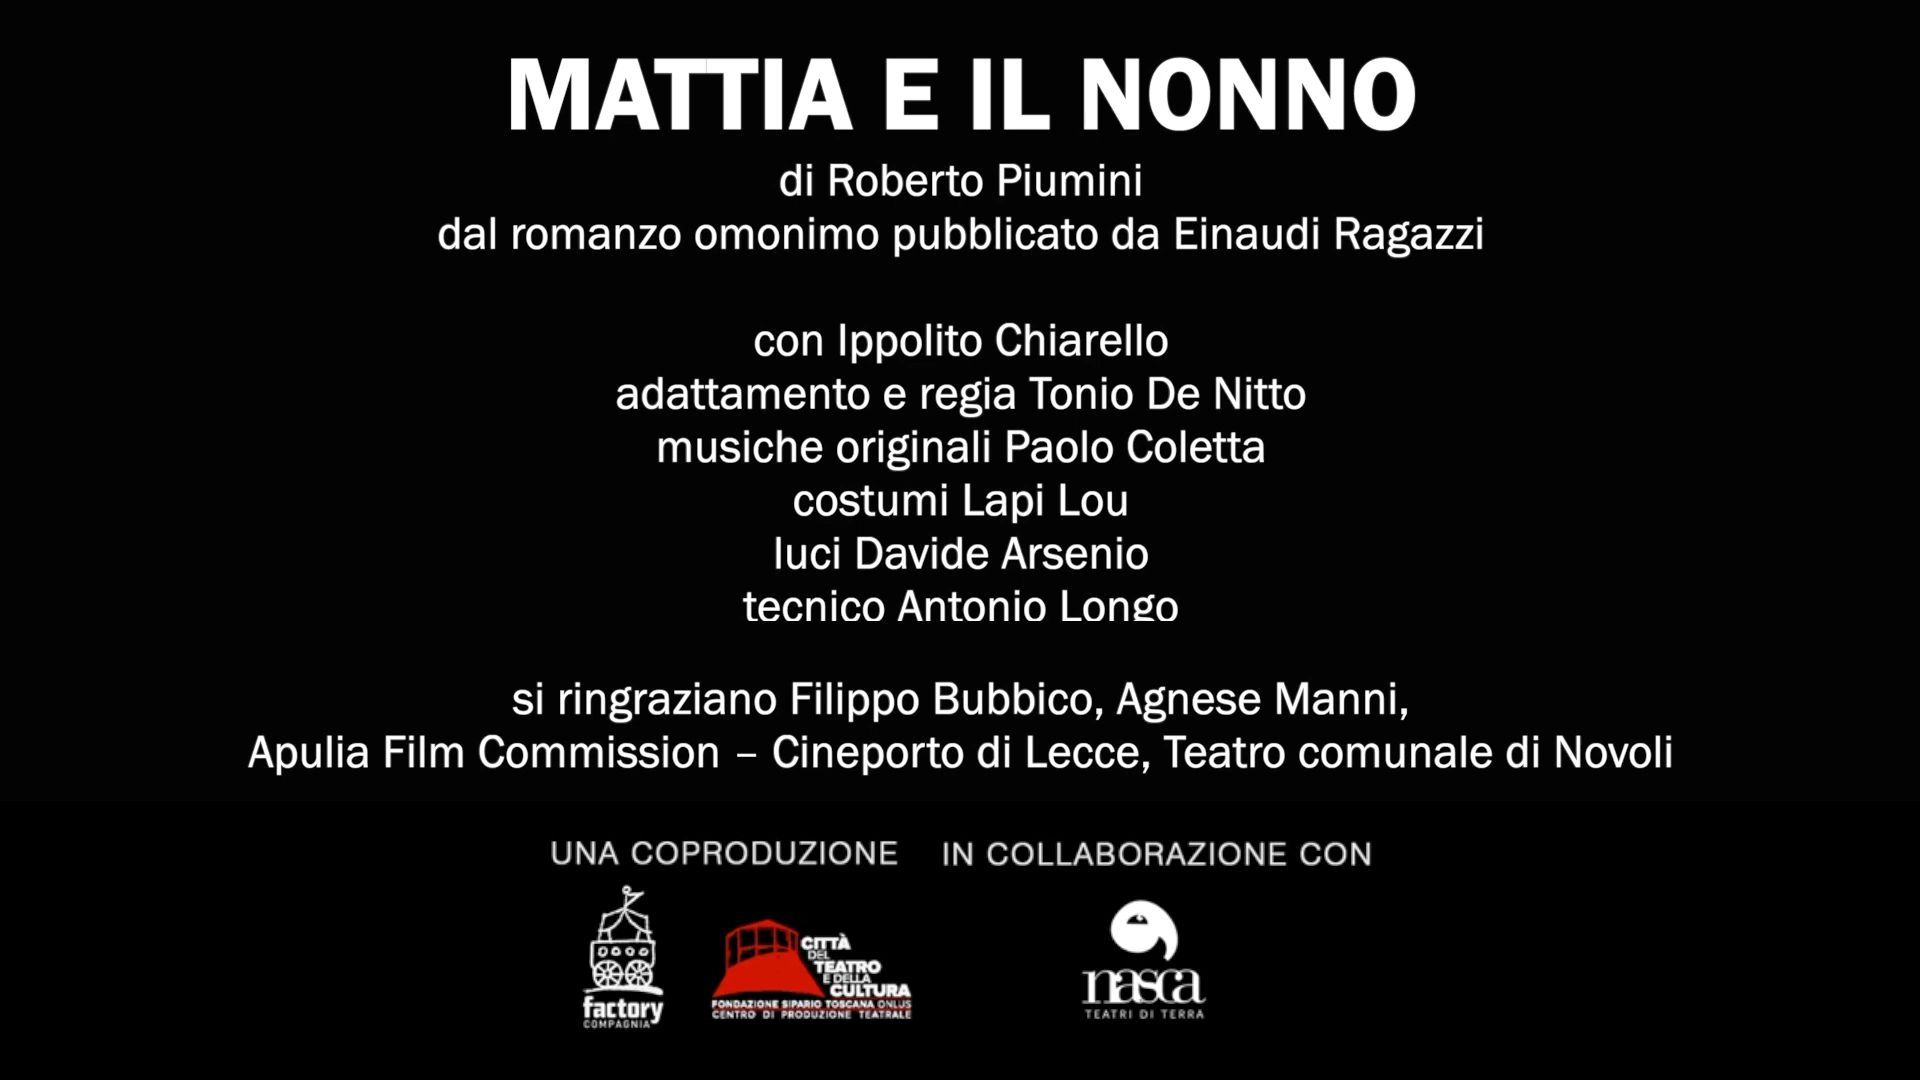 MATTIA E IL NONNO
di Roberto Piumini
dal romanzo omonimo pubblicato da Einaudi Ragazzi
con Ippolito Chiarello
adattamento e regia Tonio De Nitto
musiche originali Paolo Coletta
costumi Lapi Lou
luci Davide Arsenio
tecnico Antonio Longo
si ringraziano Filippo Bubbico, Agnese Manni,
Apulia Film Commission – Cineporto di Lecce, Teatro comunale di Novoli
UNA COPRODUZIONE
factory
COMPAGNIA
CITTÀ
DEL
TEATRO
E DELLA
CULTURA
FONDAZIONE SIPARIO TOSCANA ONLUS
CENTRO DI PRODUZIONE TEATRALE
IN COLLABORAZIONE CON
nasca
TEATRI DI TERRA